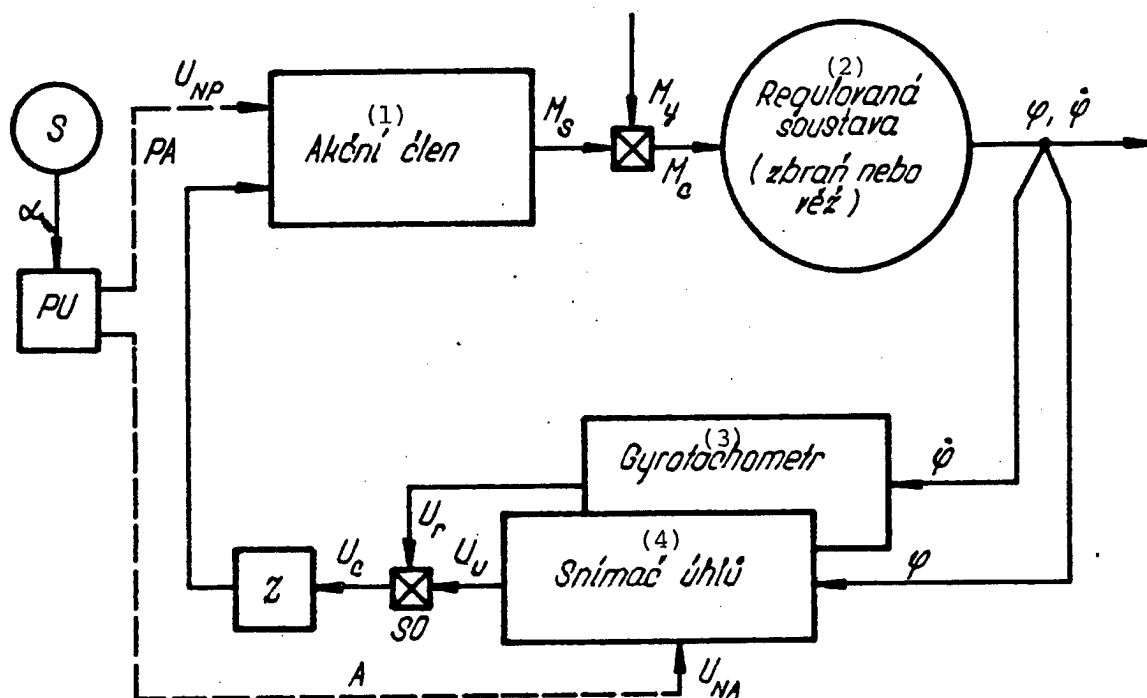 S
α
PU
U_NP
PA
(1)
Akční člen
M_s
M_y
M_c
(2)
Regulovaná
soustava
(zbraň nebo
věž)
φ, φ̇
(3)
Gyrotachometr
φ̇
(4)
Snímač úhlů
φ
U_r
U_c
U_u
Z
SO
A
U_NA